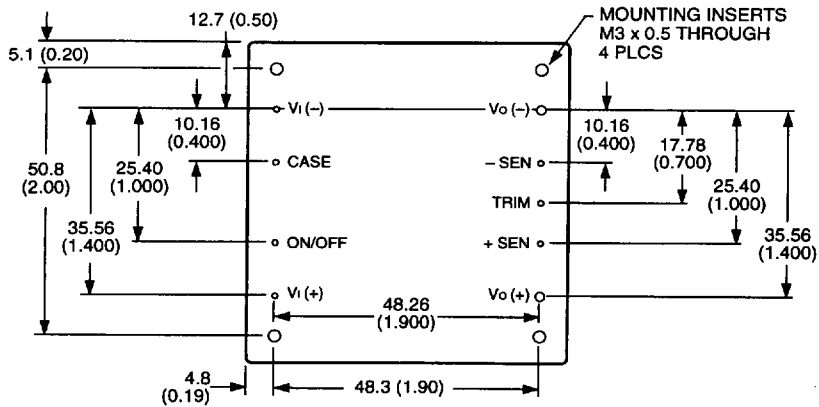 12.7 (0.50)
5.1 (0.20)
MOUNTING INSERTS
M3 x 0.5 THROUGH
4 PLCS
VI (–)
VO (–)
10.16
(0.400)
10.16
(0.400)
17.78
(0.700)
50.8
(2.00)
25.40
(1.000)
CASE
– SEN
25.40
(1.000)
TRIM
35.56
(1.400)
35.56
(1.400)
ON/OFF
+ SEN
VI (+)
VO (+)
48.26
(1.900)
4.8
(0.19)
48.3 (1.90)